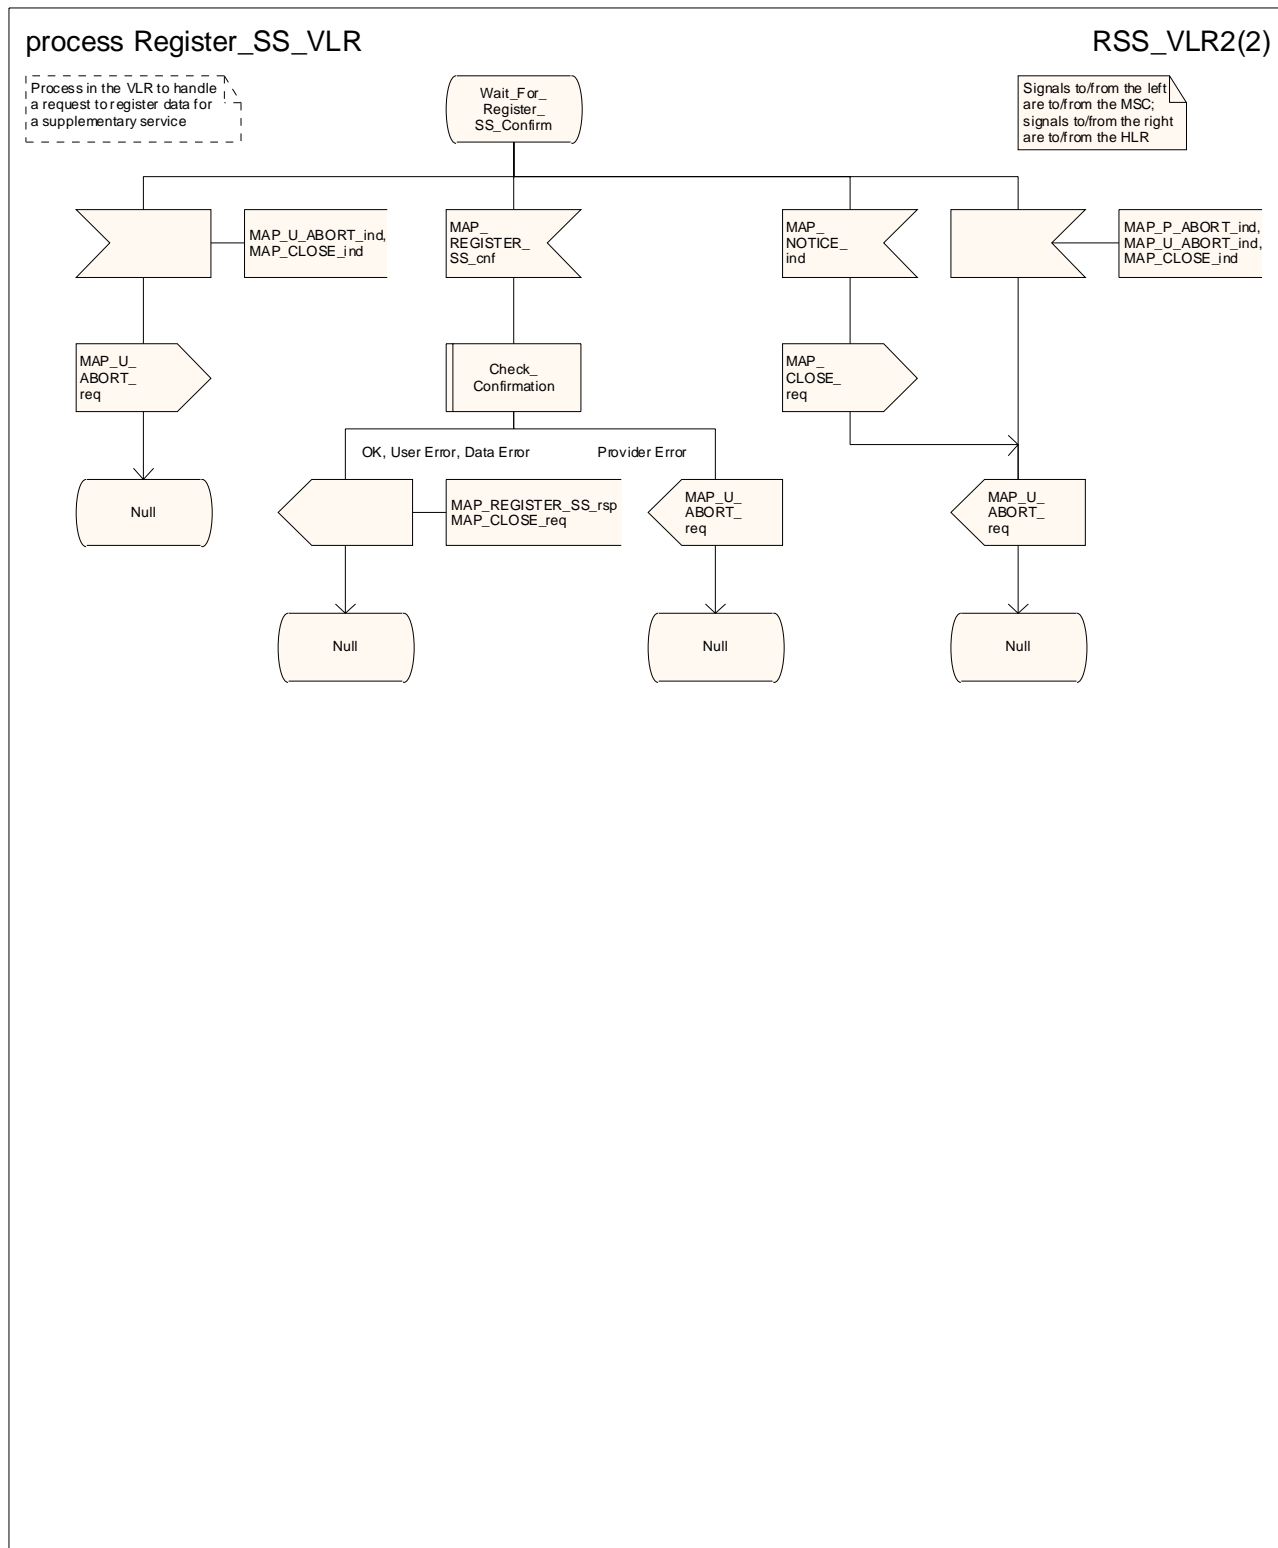 process Register_SS_VLR
RSS_VLR2(2)
Process in the VLR to handle
a request to register data for
a supplementary service
Wait_For_
Register_
SS_Confirm
Signals to/from the left
are to/from the MSC;
signals to/from the right
are to/from the HLR
MAP_U_ABORT_ind,
MAP_CLOSE_ind
MAP_
REGISTER_
SS_cnf
MAP_
NOTICE_
ind
MAP_P_ABORT_ind,
MAP_U_ABORT_ind,
MAP_CLOSE_ind
MAP_U_
ABORT_
req
Check_
Confirmation
MAP_
CLOSE_
req
OK, User Error, Data Error
Provider Error
Null
MAP_REGISTER_SS_rsp
MAP_CLOSE_req
MAP_U_
ABORT_
req
MAP_U_
ABORT_
req
Null
Null
Null